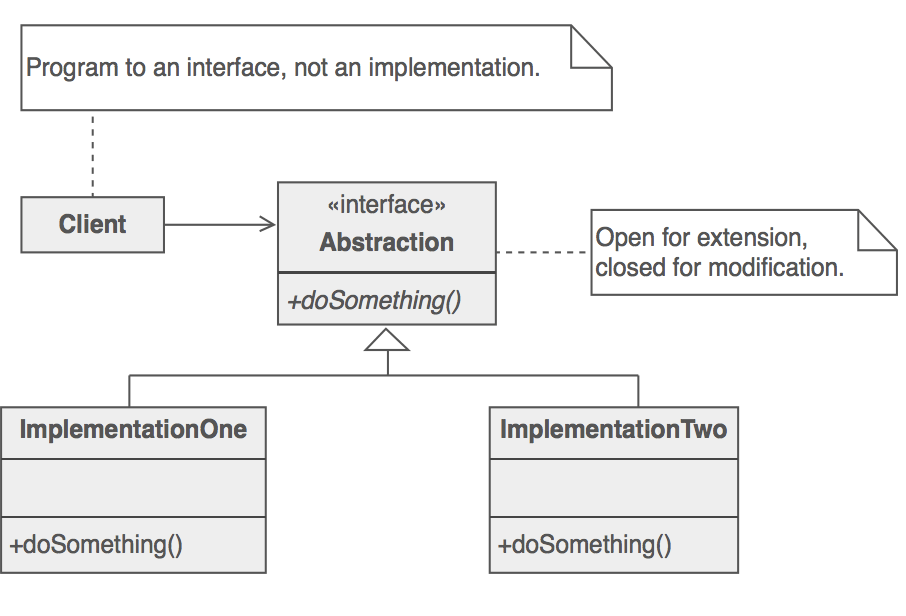 Program to an interface, not an implementation.
Client
«interface»
Abstraction
+doSomething()
Open for extension,
closed for modification.
ImplementationOne
+doSomething()
ImplementationTwo
+doSomething()